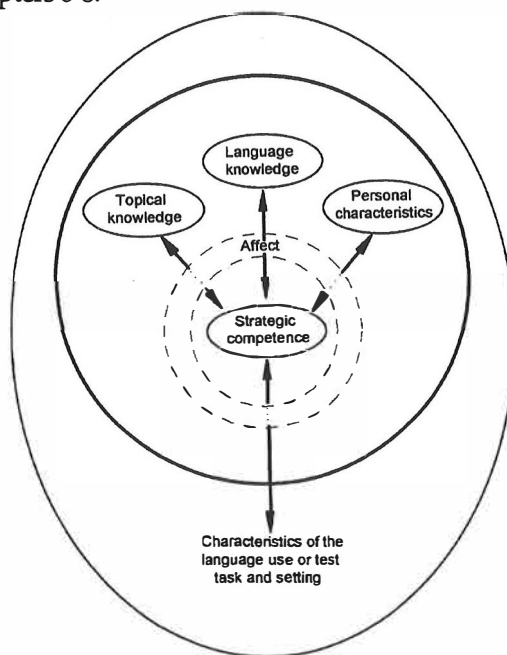 Language
knowledge
Topical
knowledge
Personal
characteristics
Affect
Strategic
competence
Characteristics of the
language use or test
task and setting